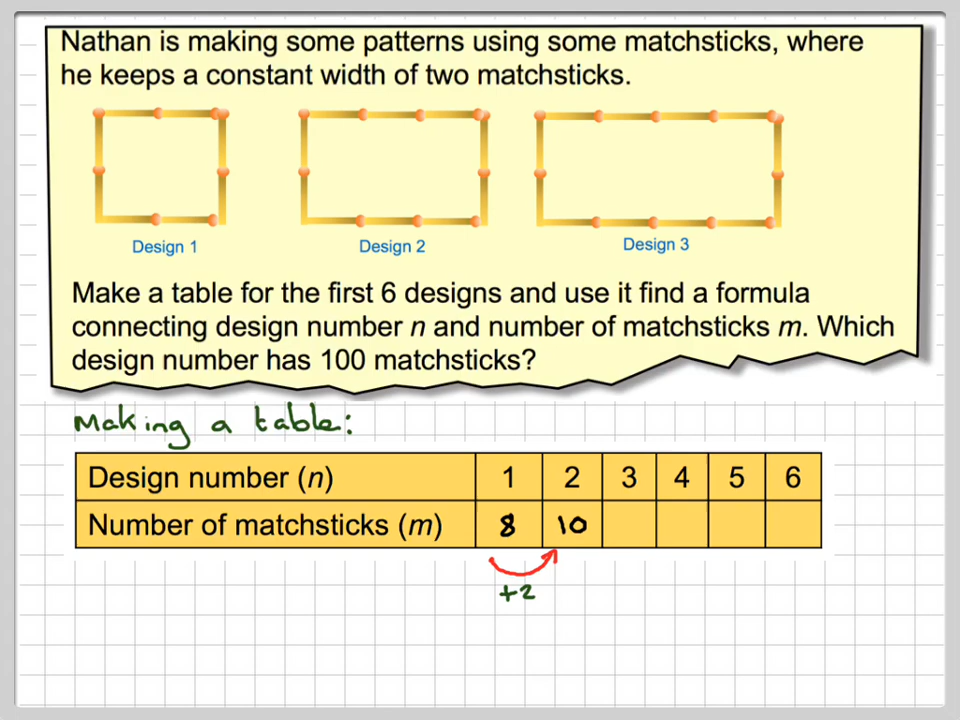 Nathan is making some patterns using some matchsticks, where
he keeps a constant width of two matchsticks.
Design 1 Design 2 Design 3
Make a table for the first 6 designs and use it find a formula
connecting design number n and number of matchsticks m. Which
design number has 100 matchsticks?
Making a table:
Design number (n) 1 2 3 4 5 6
Number of matchsticks (m) 8 10
+2